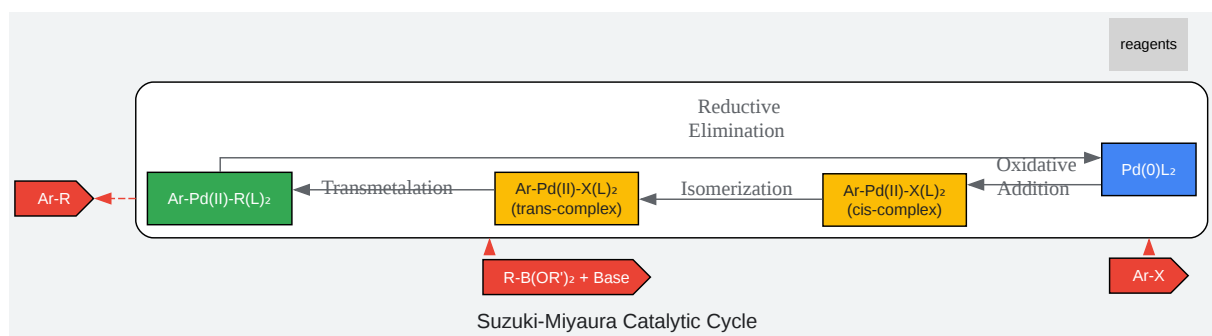 reagents
Reductive
Elimination
Oxidative
Addition
Pd(0)L₂
Ar-R
Ar-Pd(II)-R(L)₂
Transmetalation
Ar-Pd(II)-X(L)₂
(trans-complex)
Isomerization
Ar-Pd(II)-X(L)₂
(cis-complex)
R-B(OR')₂ + Base
Ar-X
Suzuki-Miyaura Catalytic Cycle